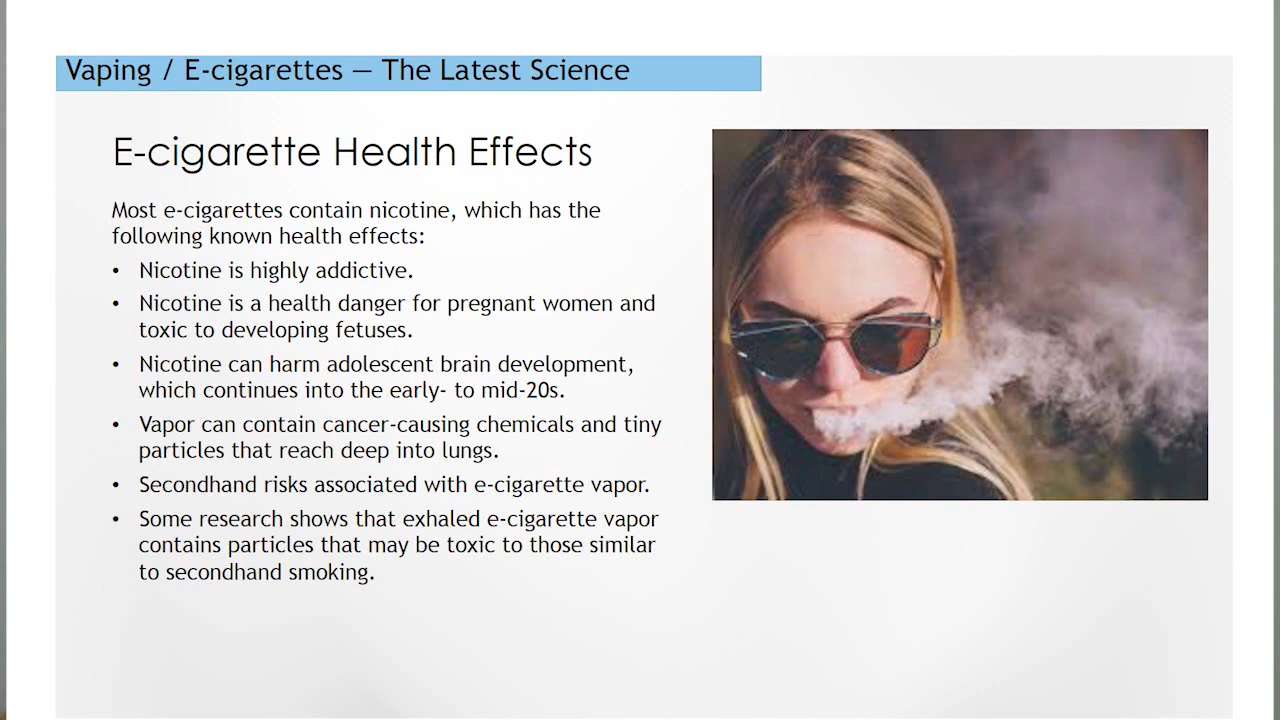 Vaping / E-cigarettes — The Latest Science
E-cigarette Health Effects
Most e-cigarettes contain nicotine, which has the
following known health effects:
• Nicotine is highly addictive.
• Nicotine is a health danger for pregnant women and
toxic to developing fetuses.
• Nicotine can harm adolescent brain development,
which continues into the early- to mid-20s.
• Vapor can contain cancer-causing chemicals and tiny
particles that reach deep into lungs.
• Secondhand risks associated with e-cigarette vapor.
• Some research shows that exhaled e-cigarette vapor
contains particles that may be toxic to those similar
to secondhand smoking.